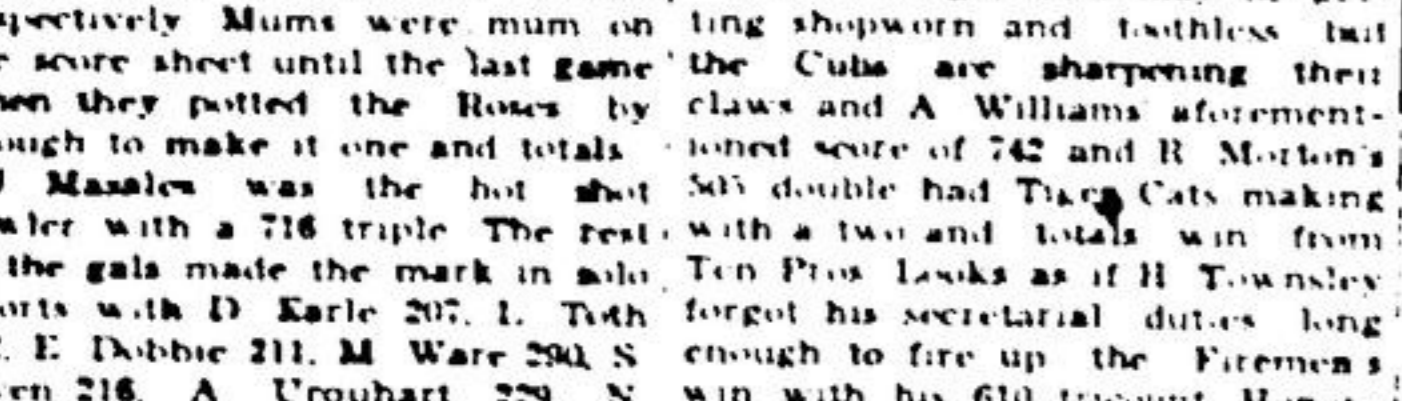 Mums were mum on
score sheet until the last game
they potted the Roses by
to make it one and totals
was the hot shot
with a 716 triple The rest
the gals made the mark in solo
with D Earle 207, L. Toth
E Dobbie 211, M Ware 290, S
216, A Urquhart 229, N
ting shopworn and toothless but
the Cubs are sharpening their
claws and A Williams aforement-
ioned score of 742 and R Morton's
double had Tiger Cats making
with a two and totals win from
Ten Pros Looks as if H Townsley
forgot his secretarial duties long
enough to fire up the Firemen's
win with his 610